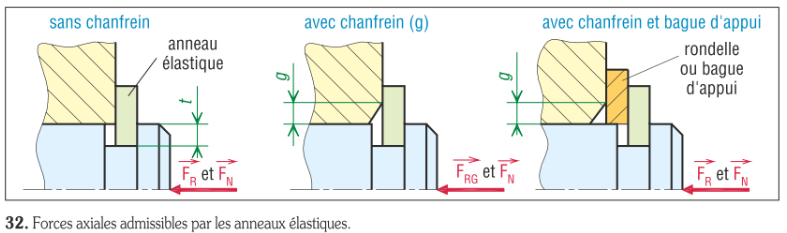 sans chanfrein
anneau
élastique
t
F_R et F_N
avec chanfrein (g)
g
F_RG et F_N
avec chanfrein et bague d'appui
rondelle
ou bague
d'appui
g
F_R et F_N
32. Forces axiales admissibles par les anneaux élastiques.